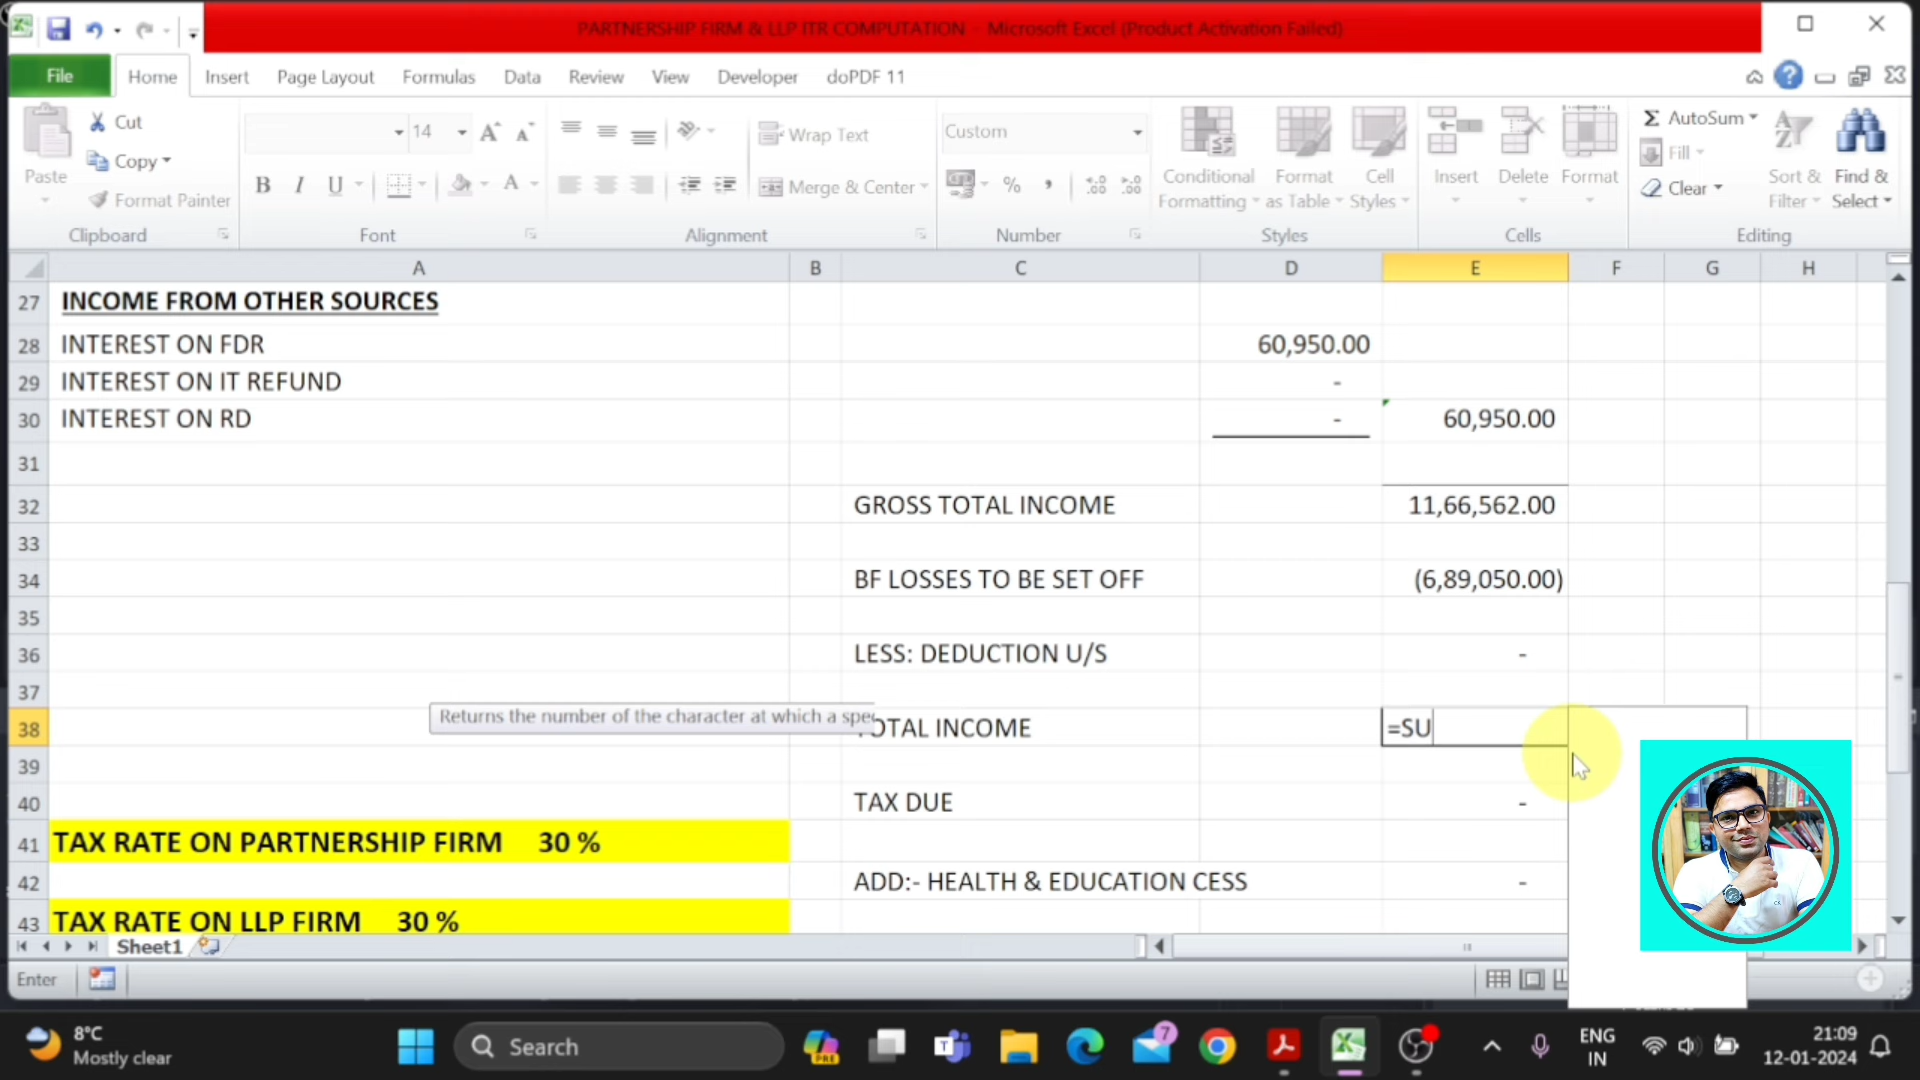 PARTNERSHIP FIRM & LLP ITR COMPUTATION - Microsoft Excel (Product Activation Failed)
File Home Insert Page Layout Formulas Data Review View Developer doPDF 11
Cut
Copy
Format Painter
Paste
Clipboard
14
B I U
Font
Wrap Text
Merge & Center
Alignment
Custom
%
Number
Conditional Formatting
Format as Table
Cell Styles
Styles
Insert Delete Format
Cells
Σ AutoSum
Fill
Clear
Sort & Filter
Find & Select
Editing
A B C D E F G H
27 INCOME FROM OTHER SOURCES
28 INTEREST ON FDR 60,950.00
29 INTEREST ON IT REFUND -
30 INTEREST ON RD - 60,950.00
31
32 GROSS TOTAL INCOME 11,66,562.00
33
34 BF LOSSES TO BE SET OFF (6,89,050.00)
35
36 LESS: DEDUCTION U/S -
37
Returns the number of the character at which a
38 TOTAL INCOME =SU
39
40 TAX DUE -
41 TAX RATE ON PARTNERSHIP FIRM 30 %
42 ADD:- HEALTH & EDUCATION CESS -
43 TAX RATE ON LLP FIRM 30 %
Sheet1
Enter
8°C
Mostly clear
Search
PRE
7
ENG
IN
21:09
12-01-2024